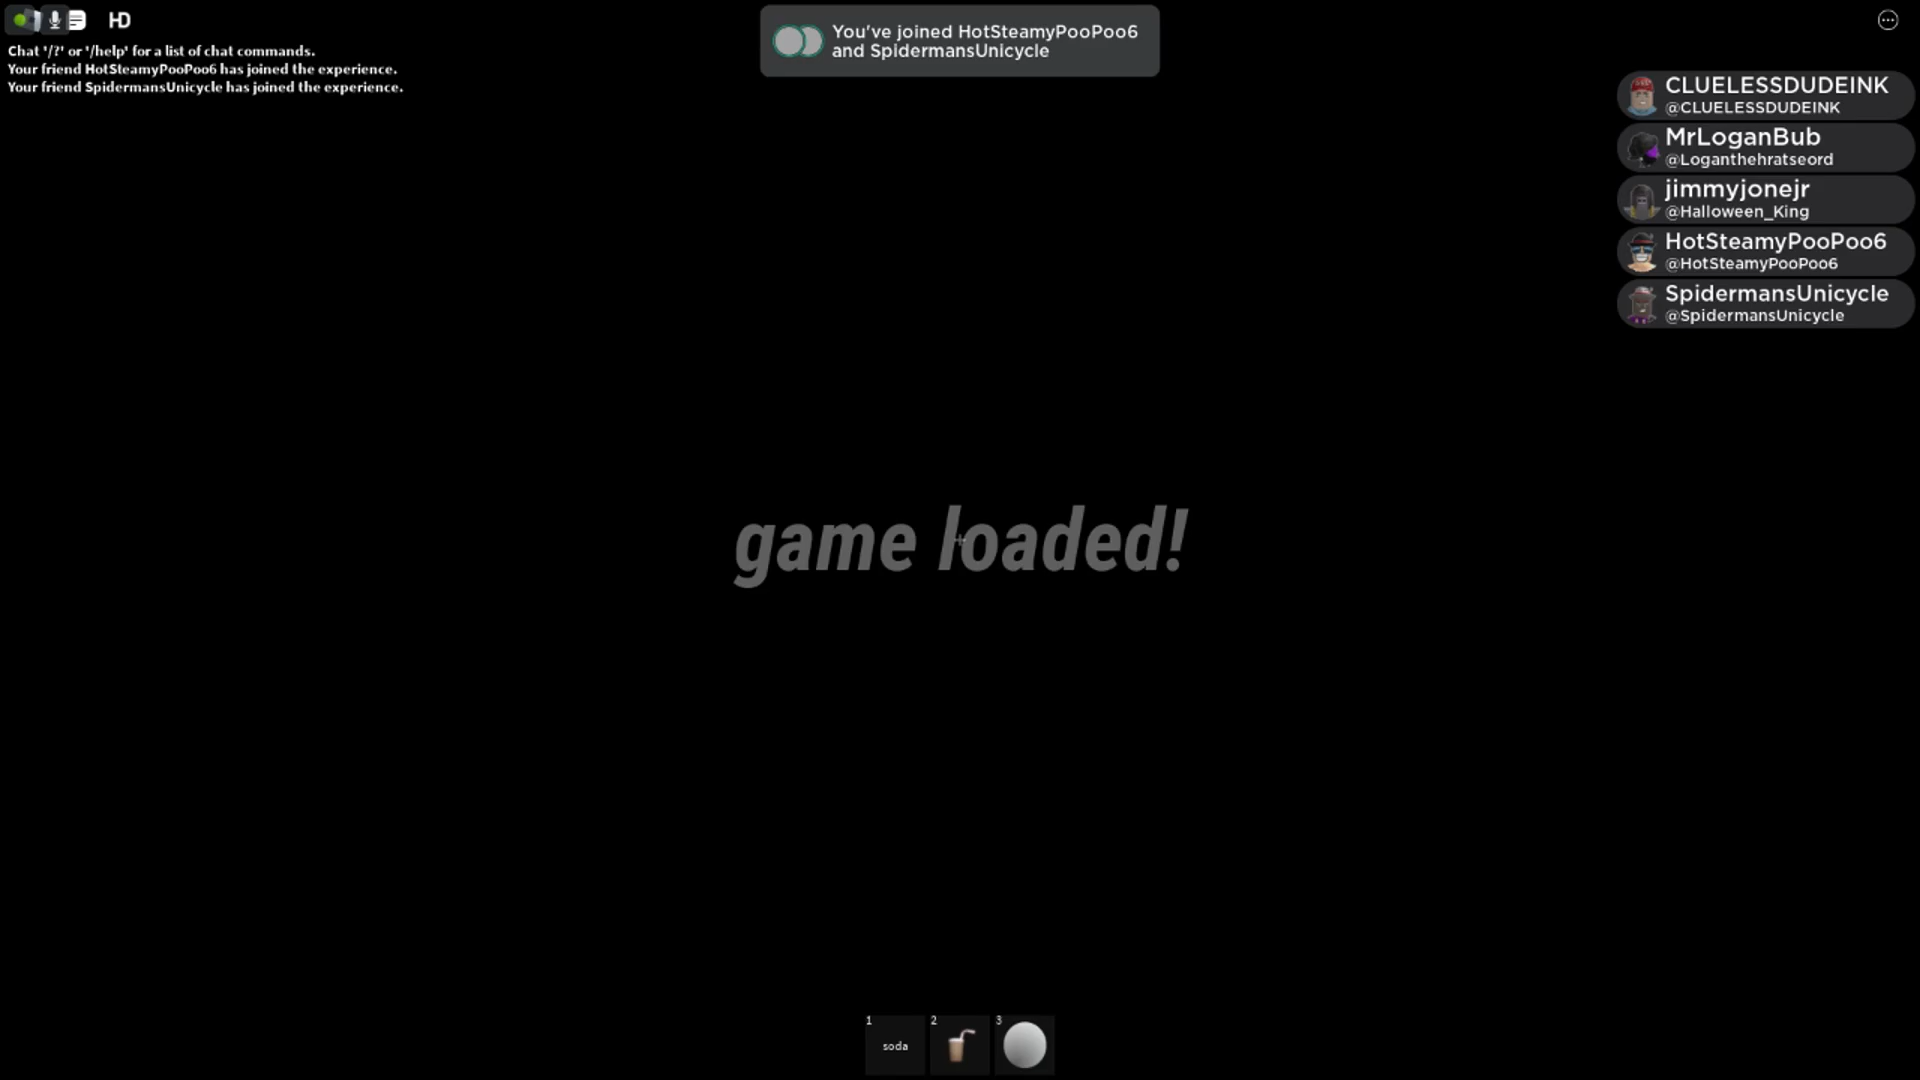 HD
Chat '/?' or '/help' for a list of chat commands.
Your friend HotSteamyPooPoo6 has joined the experience.
Your friend SpidermansUnicycle has joined the experience.
You've joined HotSteamyPooPoo6
and SpidermansUnicycle
CLUELESSDUDEINK
@CLUELESSDUDEINK
MrLoganBub
@Loganthehratseord
jimmyjonejr
@Halloween_King
HotSteamyPooPoo6
@HotSteamyPooPoo6
SpidermansUnicycle
@SpidermansUnicycle
game loaded!
1 2 3
soda